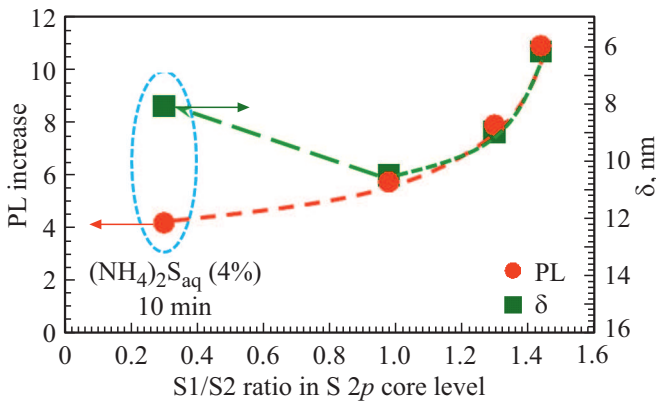 12
10
8
6
4
2
0
PL increase
6
8
10
12
14
16
δ, nm
(NH4)2Saq (4%)
10 min
PL
δ
0 0.2 0.4 0.6 0.8 1.0 1.2 1.4 1.6
S1/S2 ratio in S 2p core level